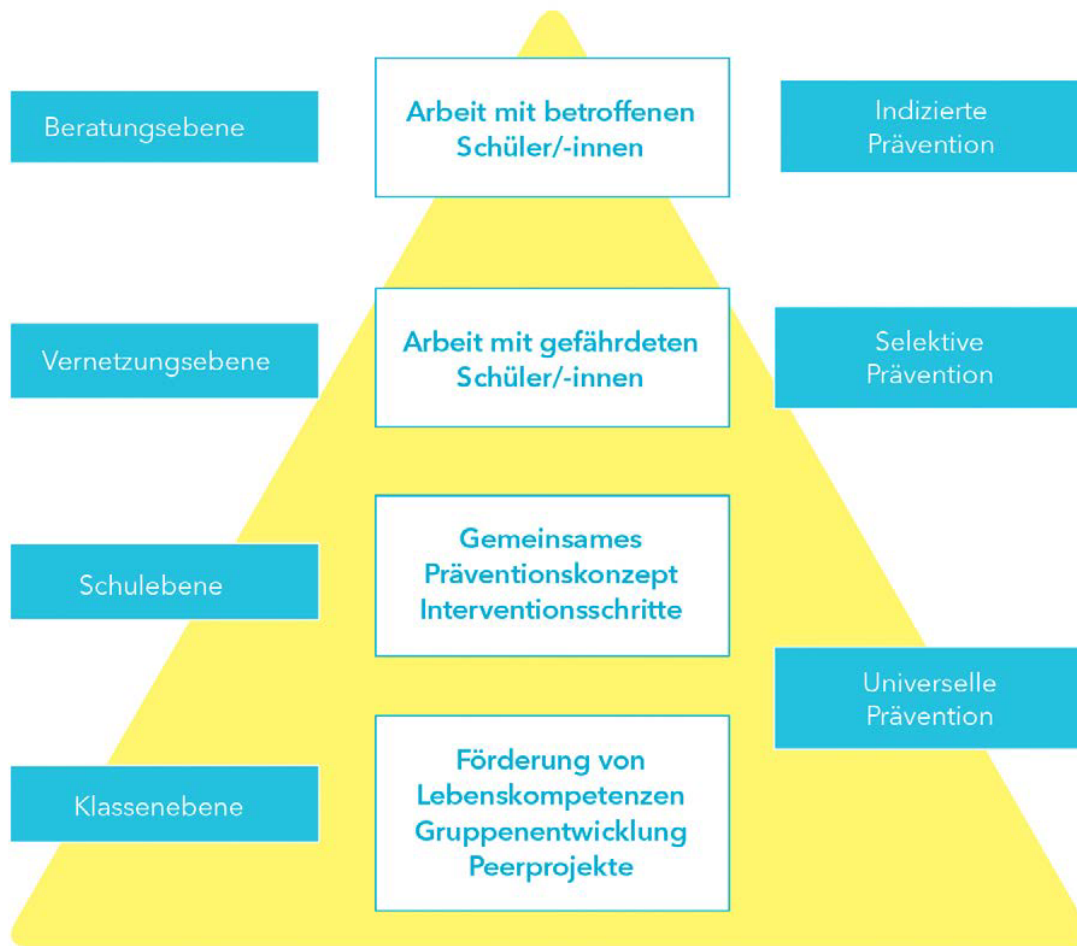 Beratungsebene
Arbeit mit betroffenen
Schüler/-innen
Indizierte
Prävention
Vernetzungsebene
Arbeit mit gefährdeten
Schüler/-innen
Selektive
Prävention
Schulebene
Gemeinsames
Präventionskonzept
Interventionsschritte
Universelle
Prävention
Klassenebene
Förderung von
Lebenskompetenzen
Gruppenentwicklung
Peerprojekte